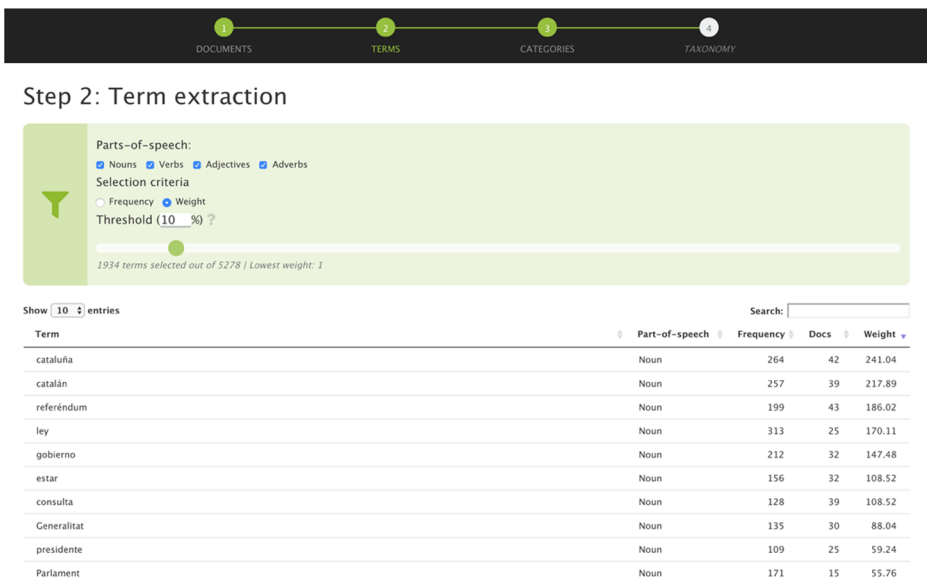 1 2 3 4
DOCUMENTS TERMS CATEGORIES TAXONOMY
Step 2: Term extraction
Parts-of-speech:
Nouns Verbs Adjectives Adverbs
Selection criteria
Frequency Weight
Threshold (10 %) ?
1934 terms selected out of 5278 | Lowest weight: 1
Show 10 entries Search:
Term Part-of-speech Frequency Docs Weight
cataluña Noun 264 42 241.04
catalán Noun 257 39 217.89
referéndum Noun 199 43 186.02
ley Noun 313 25 170.11
gobierno Noun 212 32 147.48
estar Noun 156 32 108.52
consulta Noun 128 39 108.52
Generalitat Noun 135 30 88.04
presidente Noun 109 25 59.24
Parlament Noun 171 15 55.76